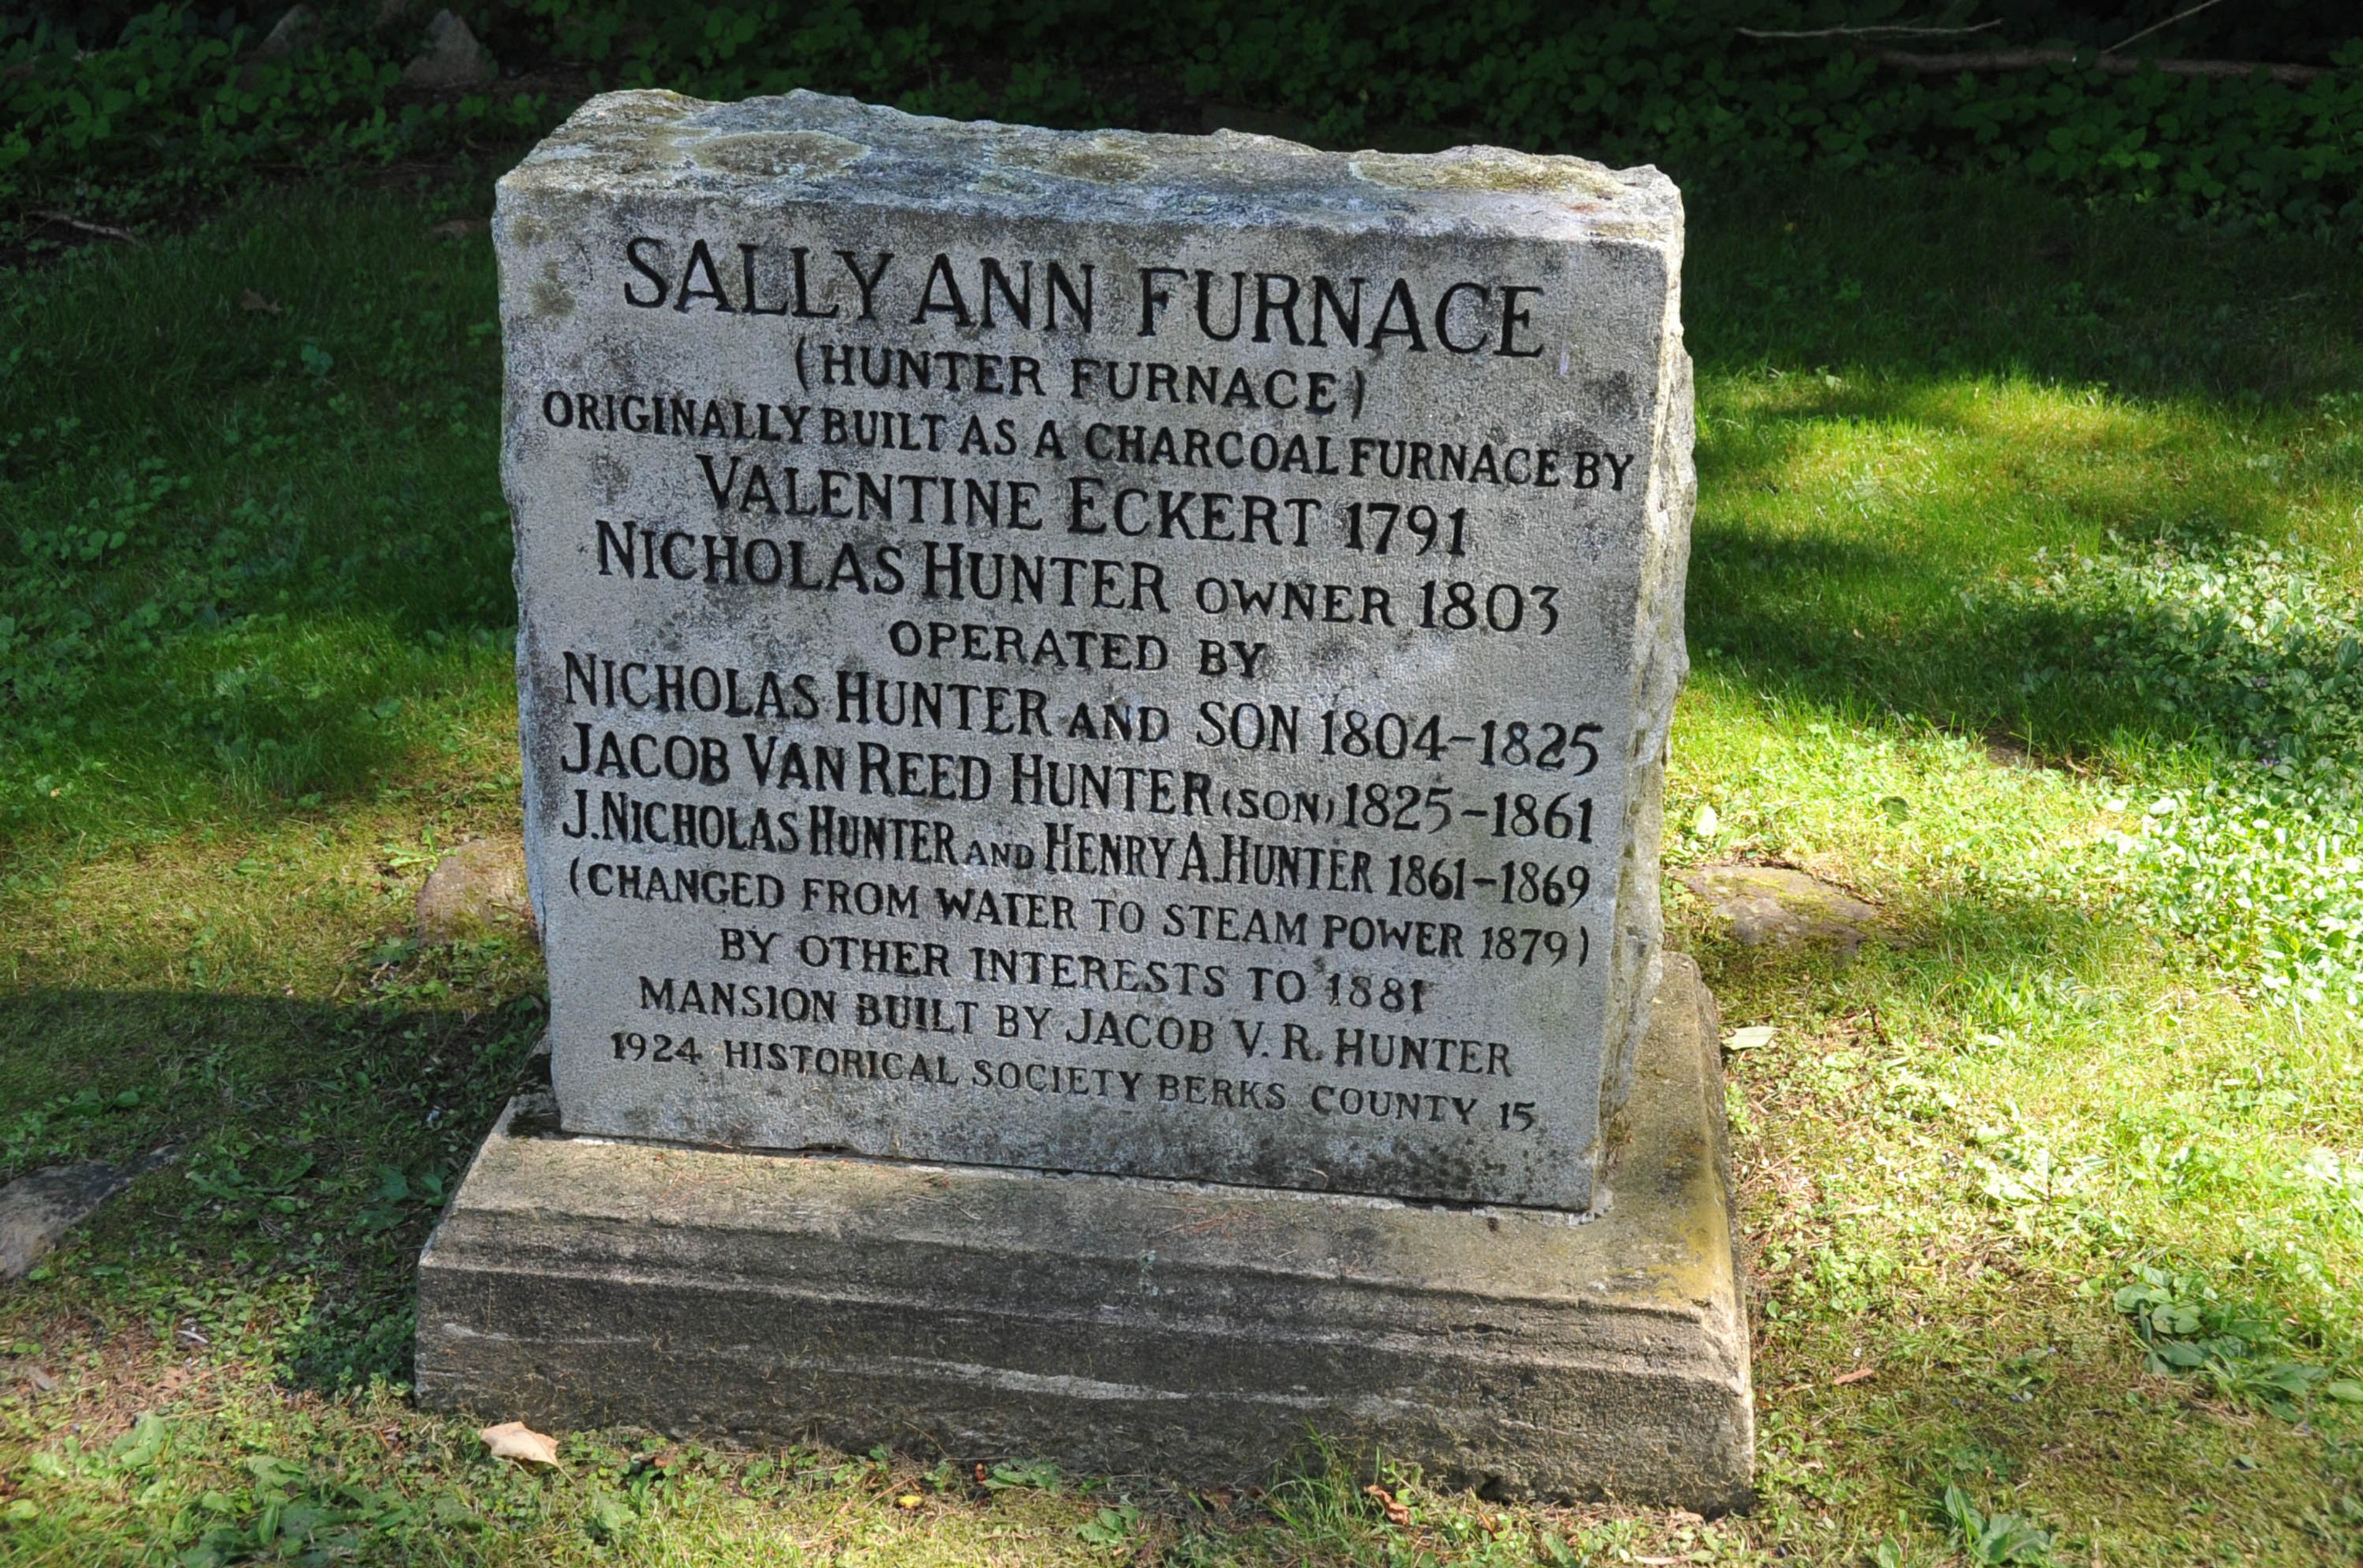 SALLY ANN FURNACE
(HUNTER FURNACE)
ORIGINALLY BUILT AS A CHARCOAL FURNACE BY
VALENTINE ECKERT 1791
NICHOLAS HUNTER OWNER 1803
OPERATED BY
NICHOLAS HUNTER AND SON 1804-1825
JACOB VAN REED HUNTER (SON) 1825-1861
J. NICHOLAS HUNTER AND HENRY A. HUNTER 1861-1869
(CHANGED FROM WATER TO STEAM POWER 1879)
BY OTHER INTERESTS TO 1881
MANSION BUILT BY JACOB V. R. HUNTER
1924 HISTORICAL SOCIETY BERKS COUNTY 15